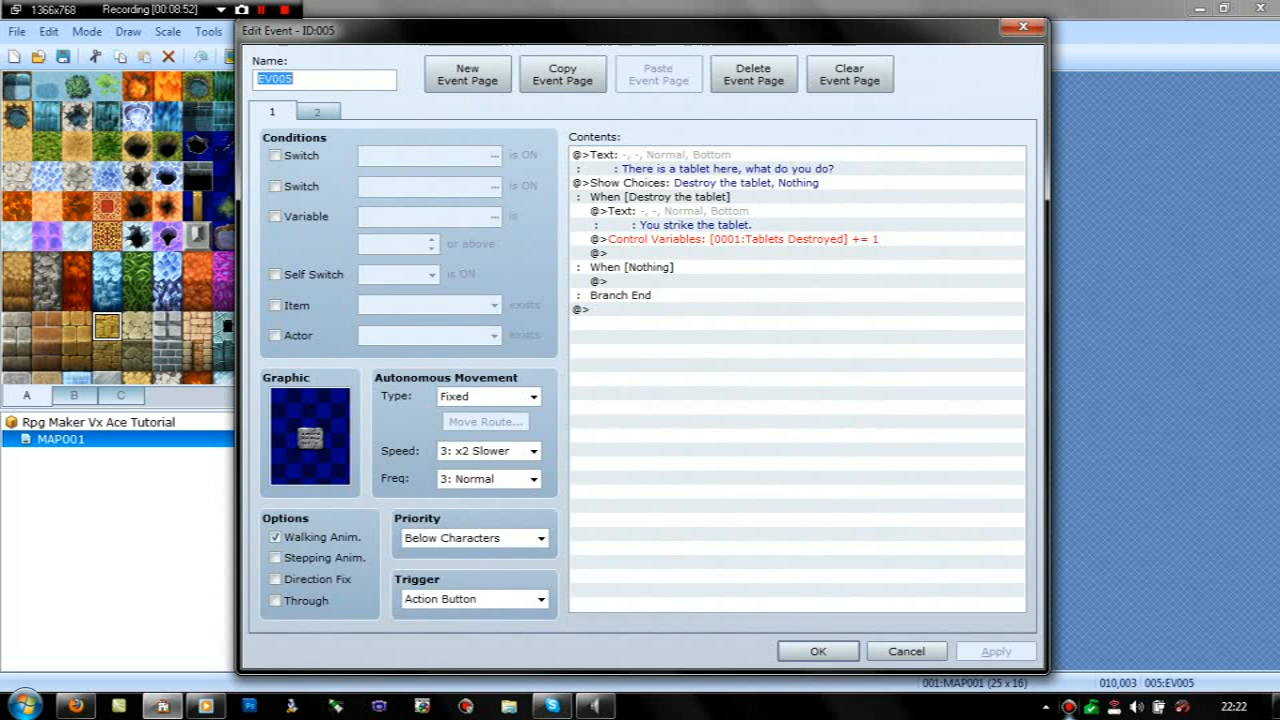 1366x768 Recording [00:08:52]
File Edit Mode Draw Scale Tools
Edit Event - ID:005
Name:
EV005
New Event Page
Copy Event Page
Paste Event Page
Delete Event Page
Clear Event Page
1 2
Conditions
Switch ... is ON
Switch ... is ON
Variable ... is
or above
Self Switch is ON
Item exists
Actor exists
Graphic
Autonomous Movement
Type: Fixed
Move Route...
Speed: 3: x2 Slower
Freq: 3: Normal
Options
Walking Anim.
Stepping Anim.
Direction Fix
Through
Priority
Below Characters
Trigger
Action Button
Contents:
@>Text: -, -, Normal, Bottom
: : There is a tablet here, what do you do?
@>Show Choices: Destroy the tablet, Nothing
: When [Destroy the tablet]
@>Text: -, -, Normal, Bottom
: : You strike the tablet.
@>Control Variables: [0001:Tablets Destroyed] += 1
@>
: When [Nothing]
@>
: Branch End
@>
OK Cancel Apply
A B C
Rpg Maker Vx Ace Tutorial
MAP001
001:MAP001 (25 x 16) 010,003 005:EV005
22:22